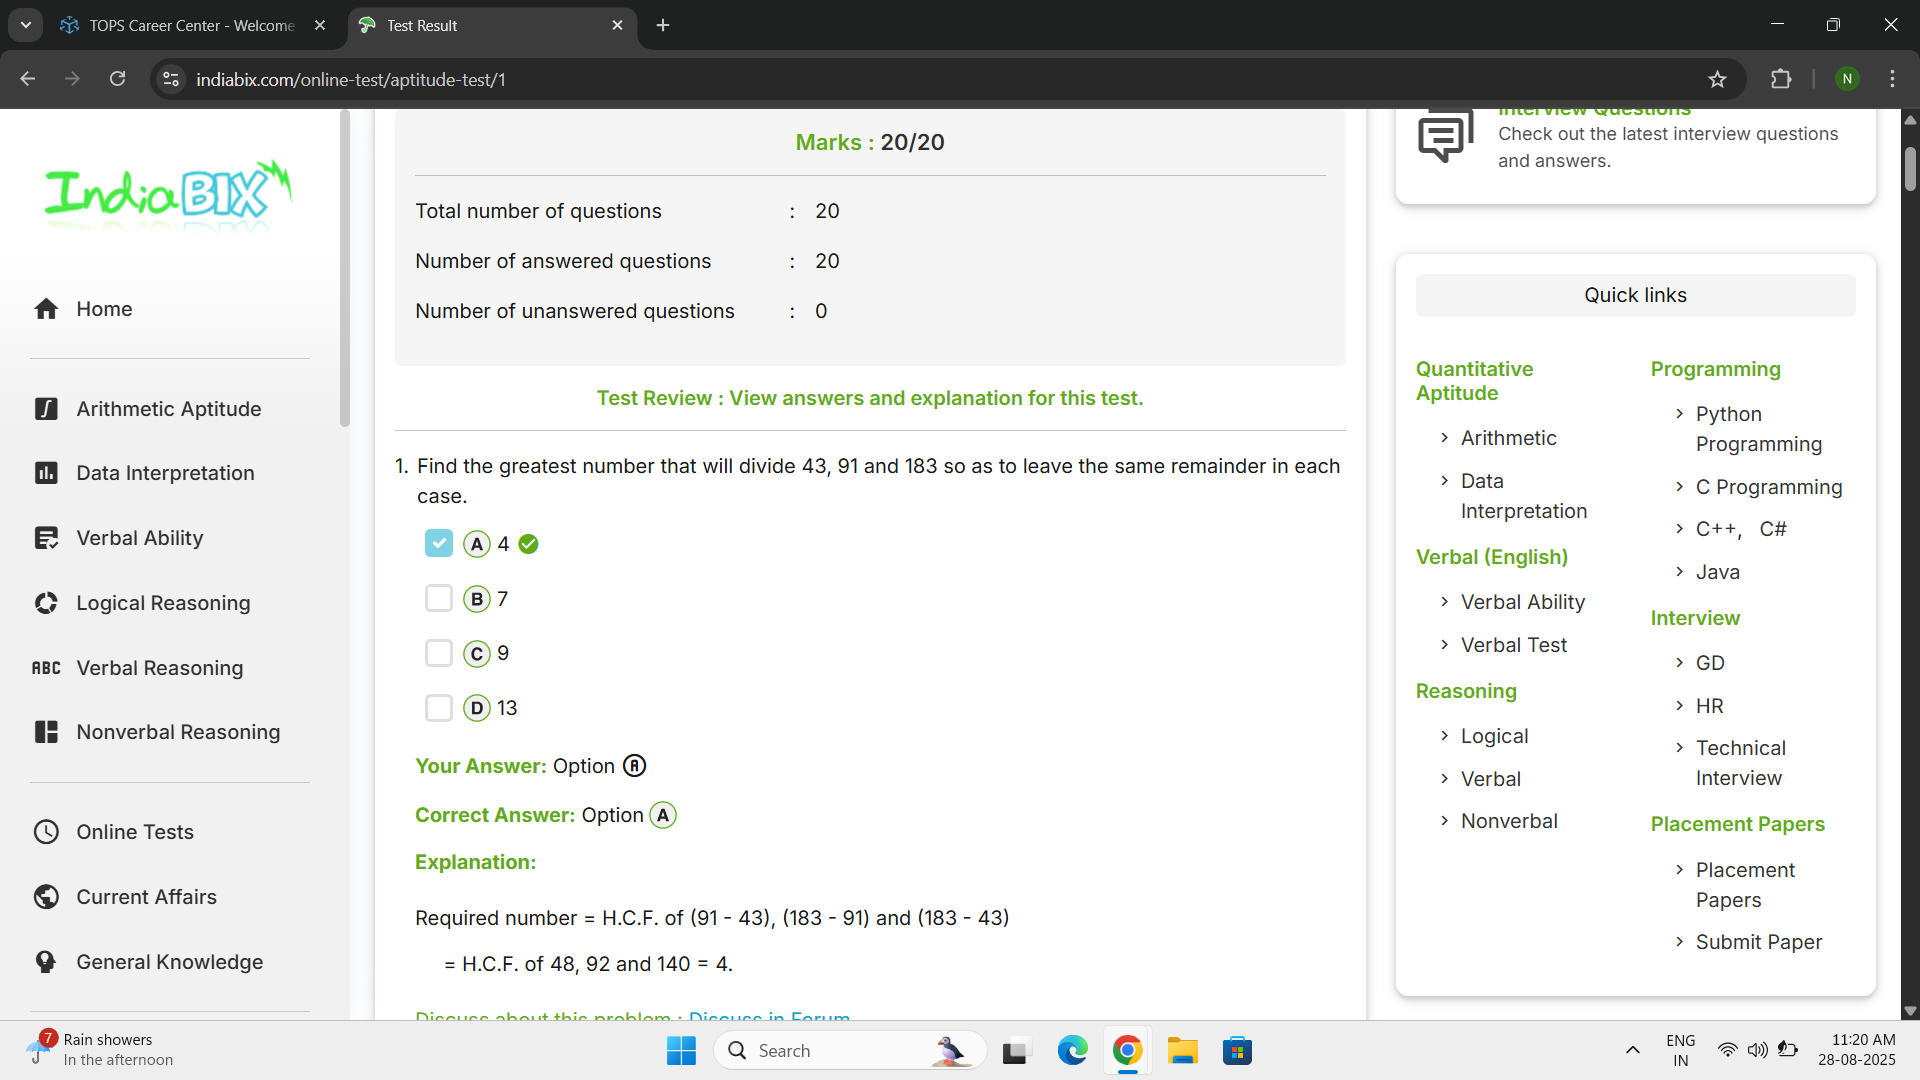 TOPS Career Center - Welcome
Test Result
indiabix.com/online-test/aptitude-test/1
N
IndiaBIX
Home
Arithmetic Aptitude
Data Interpretation
Verbal Ability
Logical Reasoning
ABC Verbal Reasoning
Nonverbal Reasoning
Online Tests
Current Affairs
General Knowledge
Marks : 20/20
Total number of questions : 20
Number of answered questions : 20
Number of unanswered questions : 0
Test Review : View answers and explanation for this test.
1. Find the greatest number that will divide 43, 91 and 183 so as to leave the same remainder in each
case.
A 4
B 7
C 9
D 13
Your Answer: Option A
Correct Answer: Option A
Explanation:
Required number = H.C.F. of (91 - 43), (183 - 91) and (183 - 43)
= H.C.F. of 48, 92 and 140 = 4.
Discuss about this problem : Discuss in Forum
Interview Questions
Check out the latest interview questions
and answers.
Quick links
Quantitative
Aptitude
Arithmetic
Data
Interpretation
Verbal (English)
Verbal Ability
Verbal Test
Reasoning
Logical
Verbal
Nonverbal
Programming
Python
Programming
C Programming
C++, C#
Java
Interview
GD
HR
Technical
Interview
Placement Papers
Placement
Papers
Submit Paper
7
Rain showers
In the afternoon
Search
ENG
IN
11:20 AM
28-08-2025